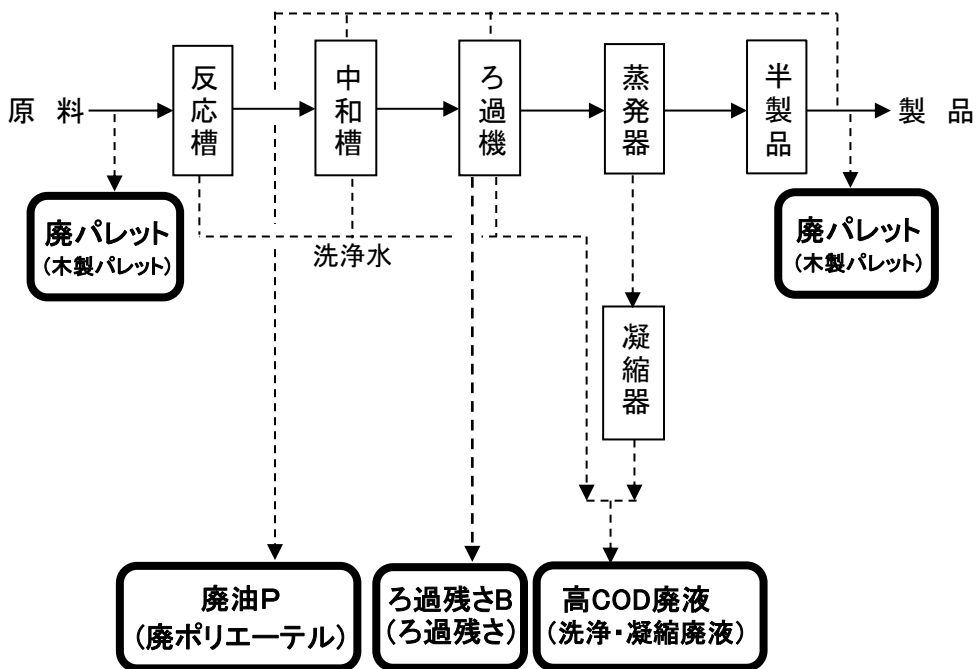 原 料
反応槽
中和槽
ろ過機
蒸発器
半製品
製 品
廃パレット
(木製パレット)
洗浄水
廃パレット
(木製パレット)
凝縮器
廃油P
(廃ポリエーテル)
ろ過残さB
(ろ過残さ)
高COD廃液
(洗浄・凝縮廃液)